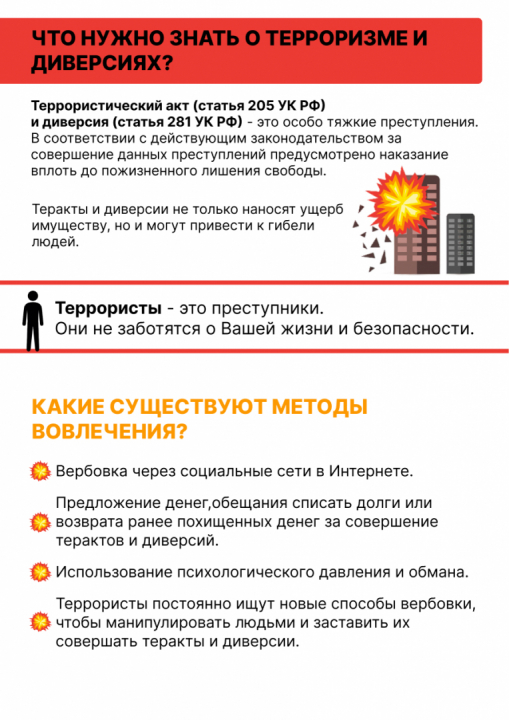 ЧТО НУЖНО ЗНАТЬ О ТЕРРОРИЗМЕ И
ДИВЕРСИЯХ?
Террористический акт (статья 205 УК РФ)
и диверсия (статья 281 УК РФ) - это особо тяжкие преступления.
В соответствии с действующим законодательством за
совершение данных преступлений предусмотрено наказание
вплоть до пожизненного лишения свободы.
Теракты и диверсии не только наносят ущерб
имуществу, но и могут привести к гибели
людей.
Террористы - это преступники.
Они не заботятся о Вашей жизни и безопасности.
КАКИЕ СУЩЕСТВУЮТ МЕТОДЫ
ВОВЛЕЧЕНИЯ?
Вербовка через социальные сети в Интернете.
Предложение денег,обещания списать долги или
возврата ранее похищенных денег за совершение
терактов и диверсий.
Использование психологического давления и обмана.
Террористы постоянно ищут новые способы вербовки,
чтобы манипулировать людьми и заставить их
совершать теракты и диверсии.